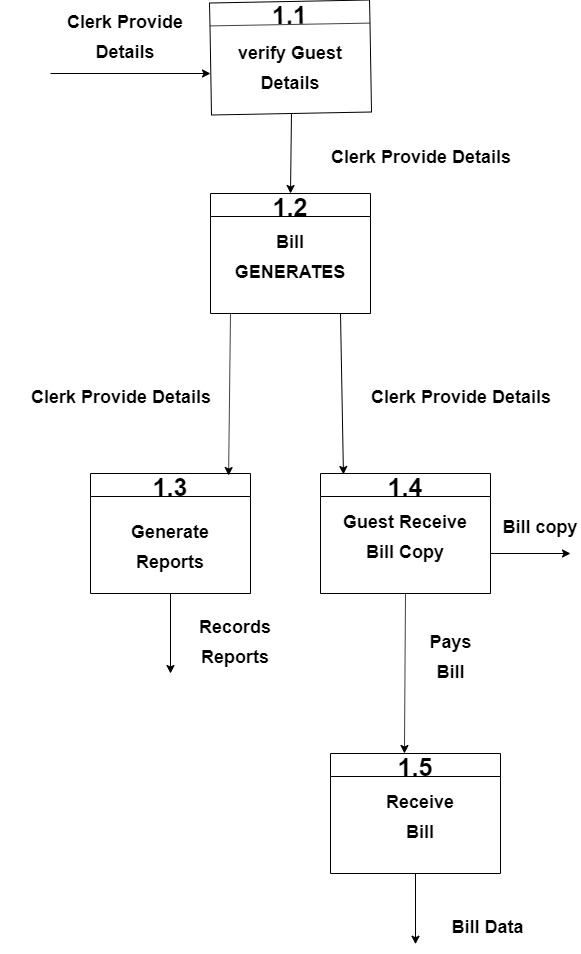 Clerk Provide
Details
1.1
verify Guest
Details
Clerk Provide Details
1.2
Bill
GENERATES
Clerk Provide Details
Clerk Provide Details
1.3
Generate
Reports
1.4
Guest Receive
Bill Copy
Bill copy
Records
Reports
Pays
Bill
1.5
Receive
Bill
Bill Data